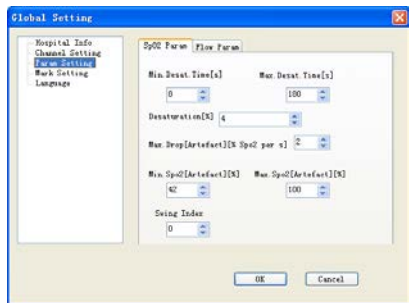 Global Setting
Hospital Info
Channel Setting
Param Setting
Mark Setting
Language
SpO2 Param Flow Param
Min.Desat.Time[s] Max.Desat.Time[s]
0 100
Desaturation[%] 4
Max.Drop[Artefact][% Spo2 per s] 2
Min.Spo2[Artefact][%] Max.Spo2[Artefact][%]
42 100
Swing Index
0
OK Cancel